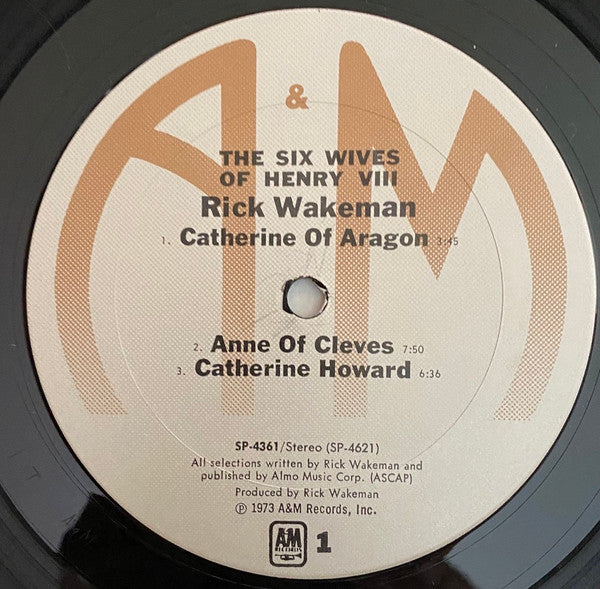 A & M
THE SIX WIVES
OF HENRY VIII
Rick Wakeman
1. Catherine Of Aragon 3:45
2. Anne Of Cleves 7:50
3. Catherine Howard 6:36
SP-4361/Stereo (SP-4621)
All selections written by Rick Wakeman and
published by Almo Music Corp. (ASCAP)
Produced by Rick Wakeman
℗ 1973 A&M Records, Inc.
AM
RECORDS
1